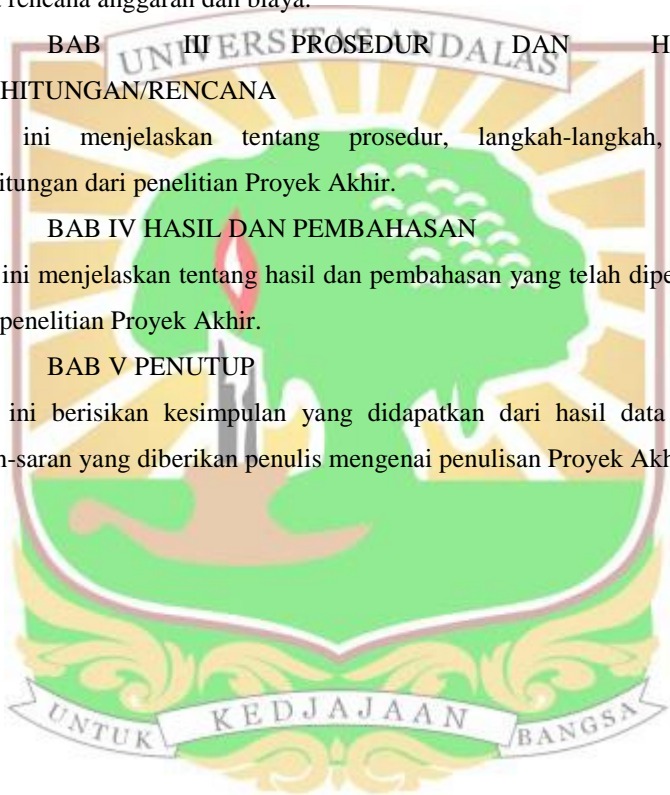 rencana anggaran dan biaya.
BAB III PROSEDUR DAN H
HITUNGAN/RENCANA
ini menjelaskan tentang prosedur, langkah-langkah,
itungan dari penelitian Proyek Akhir.
BAB IV HASIL DAN PEMBAHASAN
ini menjelaskan tentang hasil dan pembahasan yang telah dipe
penelitian Proyek Akhir.
BAB V PENUTUP
ini berisikan kesimpulan yang didapatkan dari hasil data
n-saran yang diberikan penulis mengenai penulisan Proyek Akh
UNIVERSITAS ANDALAS
UNTUK KEDJAJAAN BANGSA